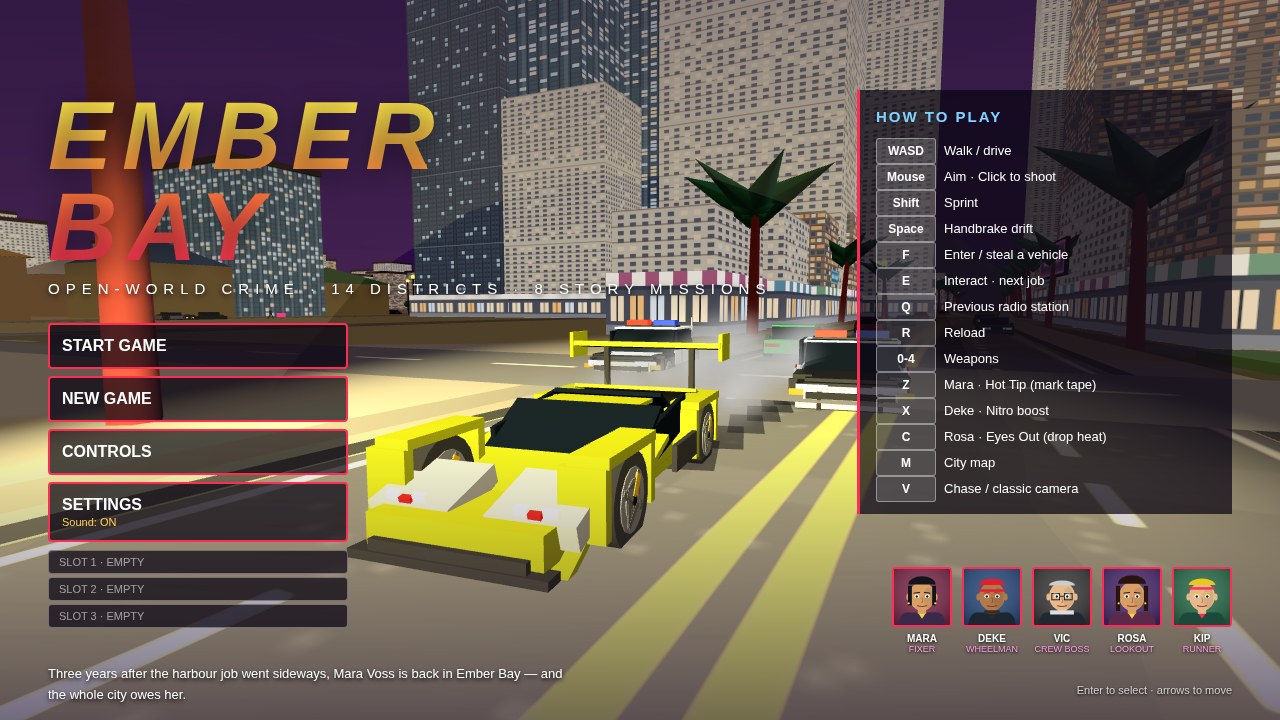 EMBER
BAY
OPEN-WORLD CRIME · 14 DISTRICTS · 8 STORY MISSIONS
START GAME
NEW GAME
CONTROLS
SETTINGS
Sound: ON
SLOT 1 · EMPTY
SLOT 2 · EMPTY
SLOT 3 · EMPTY
Three years after the harbour job went sideways, Mara Voss is back in Ember Bay — and
the whole city owes her.
HOW TO PLAY
WASD Walk / drive
Mouse Aim · Click to shoot
Shift Sprint
Space Handbrake drift
F Enter / steal a vehicle
E Interact · next job
Q Previous radio station
R Reload
0-4 Weapons
Z Mara · Hot Tip (mark tape)
X Deke · Nitro boost
C Rosa · Eyes Out (drop heat)
M City map
V Chase / classic camera
MARA DEKE VIC ROSA KIP
FIXER WHEELMAN CREW BOSS LOOKOUT RUNNER
Enter to select · arrows to move